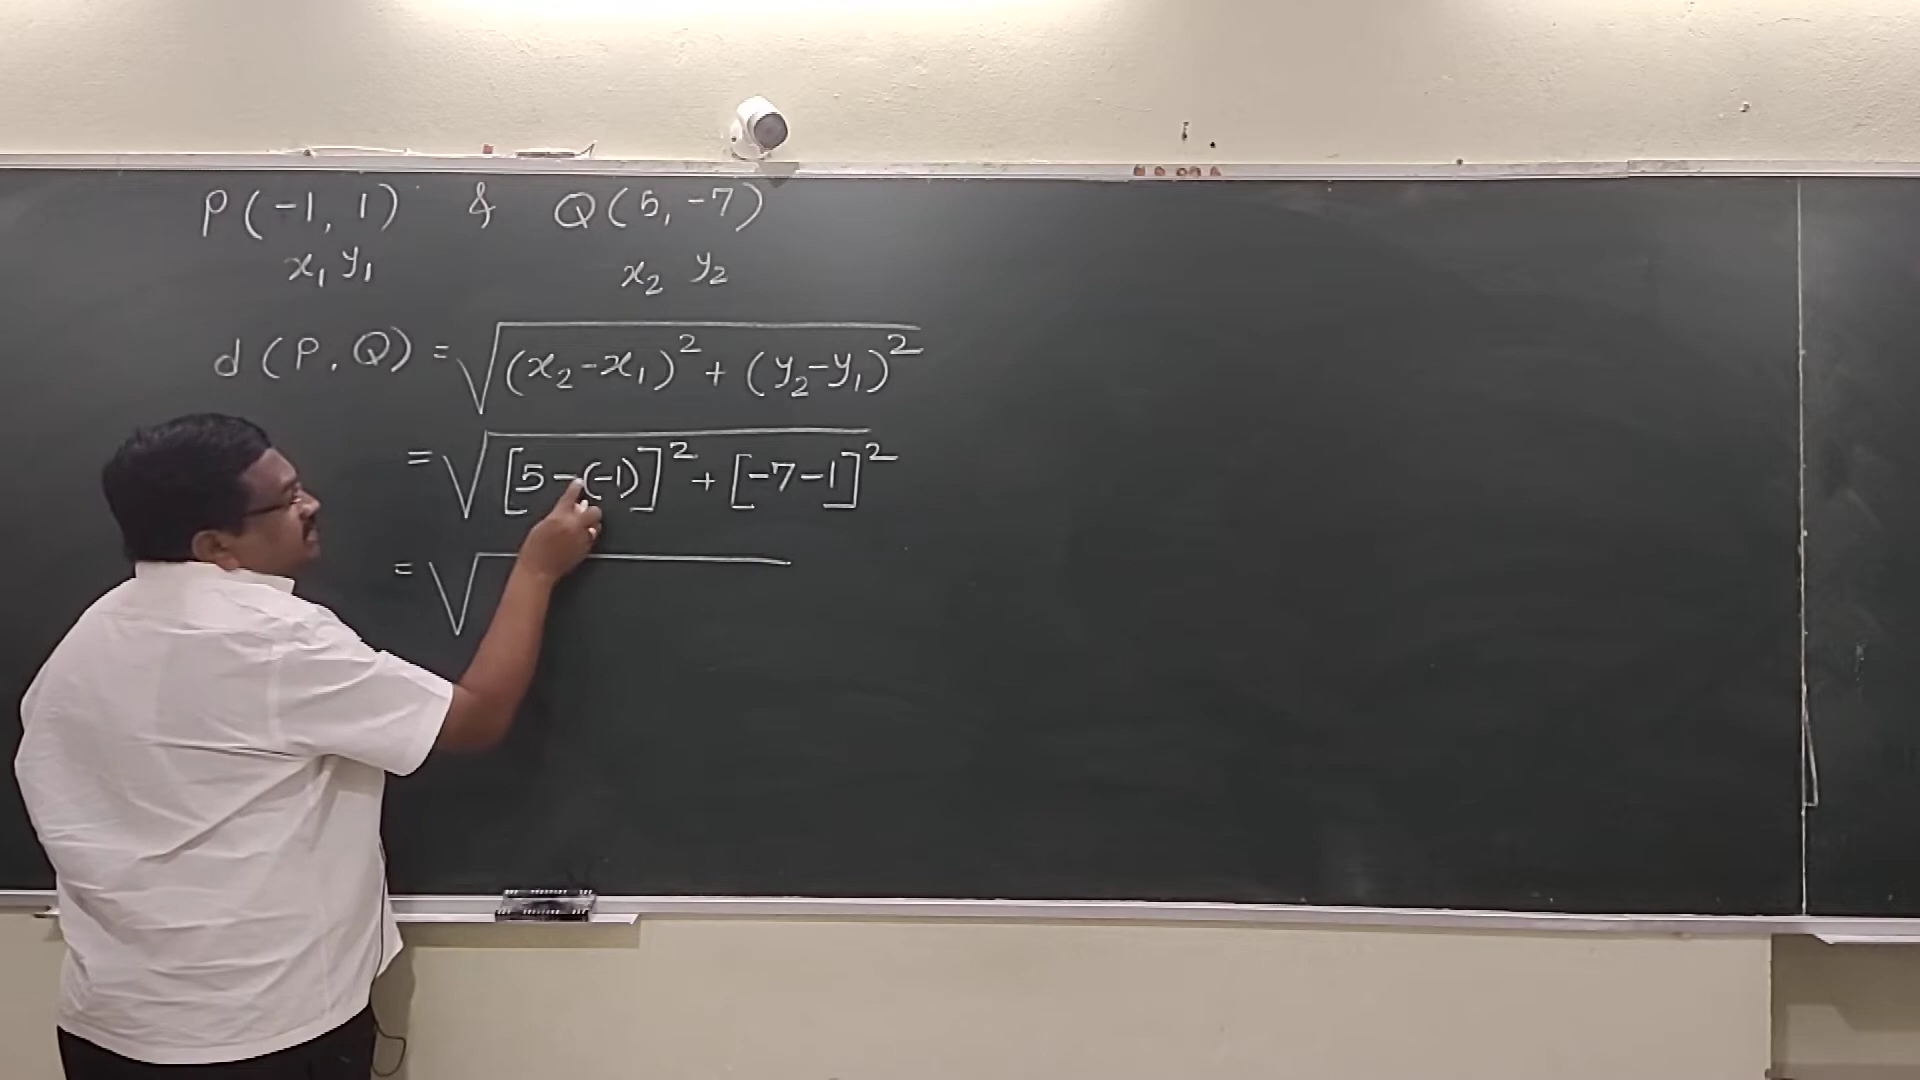 P(-1, 1) & Q(5, -7)
x₁ y₁ x₂ y₂
d(P, Q) = √((x₂-x₁)² + (y₂-y₁)²)
= √([5-(-1)]² + [-7-1]²)
= √